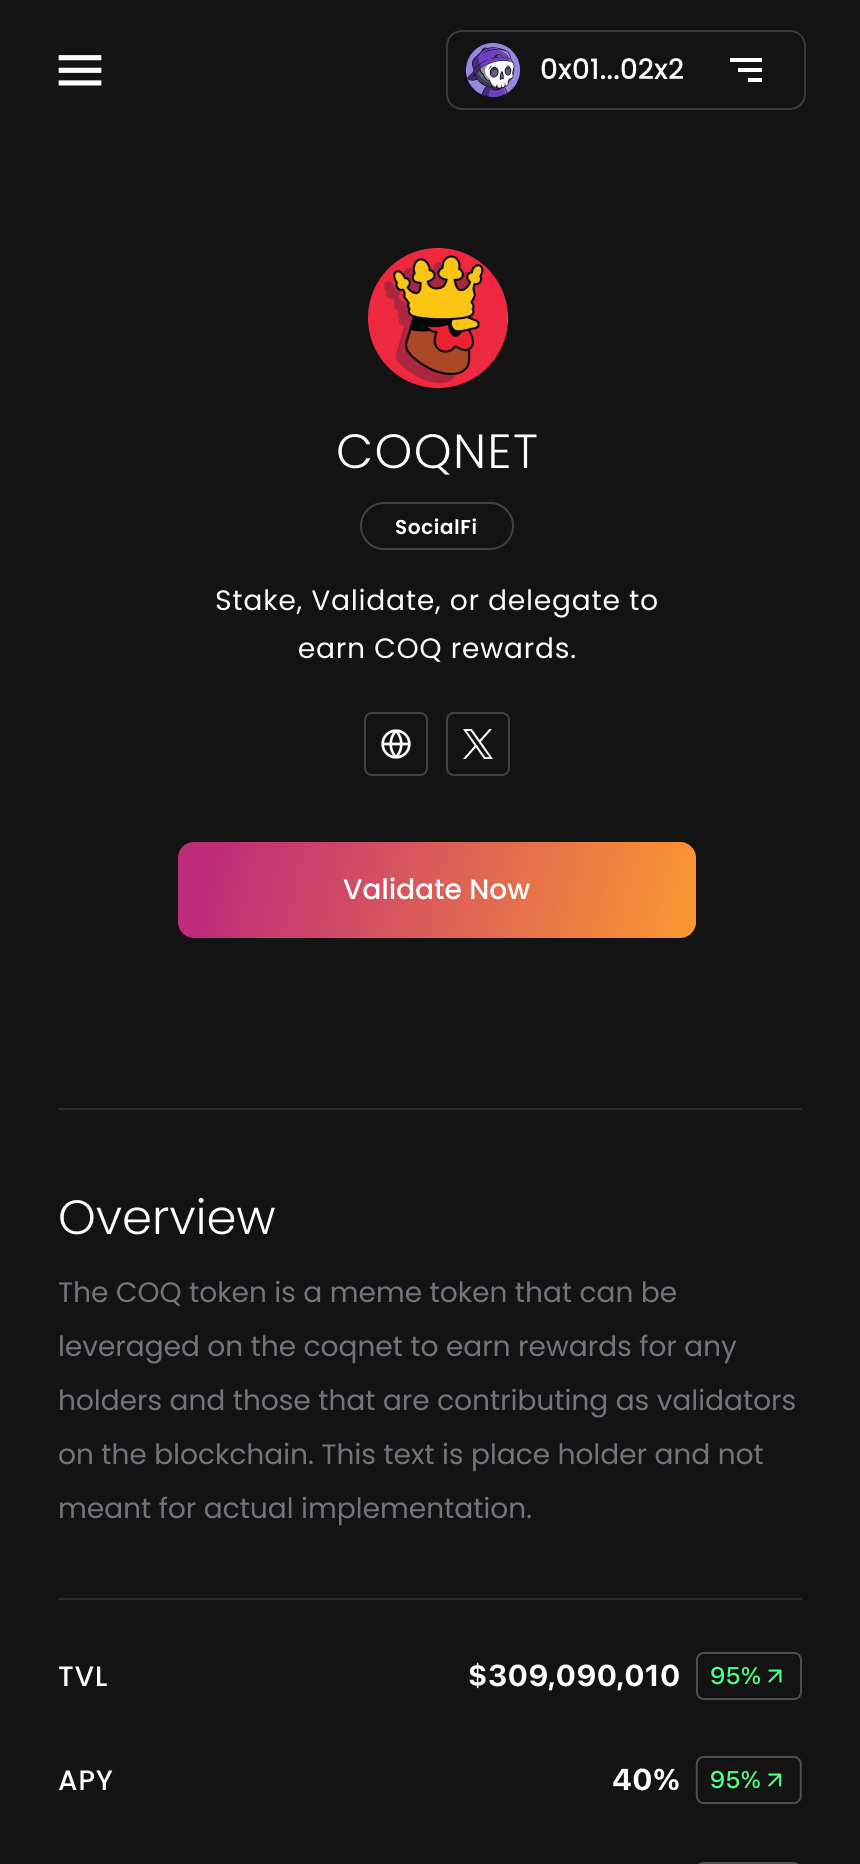 0x01...02x2
COQNET
SocialFi
Stake, Validate, or delegate to
earn COQ rewards.
Validate Now
Overview
The COQ token is a meme token that can be
leveraged on the coqnet to earn rewards for any
holders and those that are contributing as validators
on the blockchain. This text is place holder and not
meant for actual implementation.
TVL $309,090,010 95%
APY 40% 95%